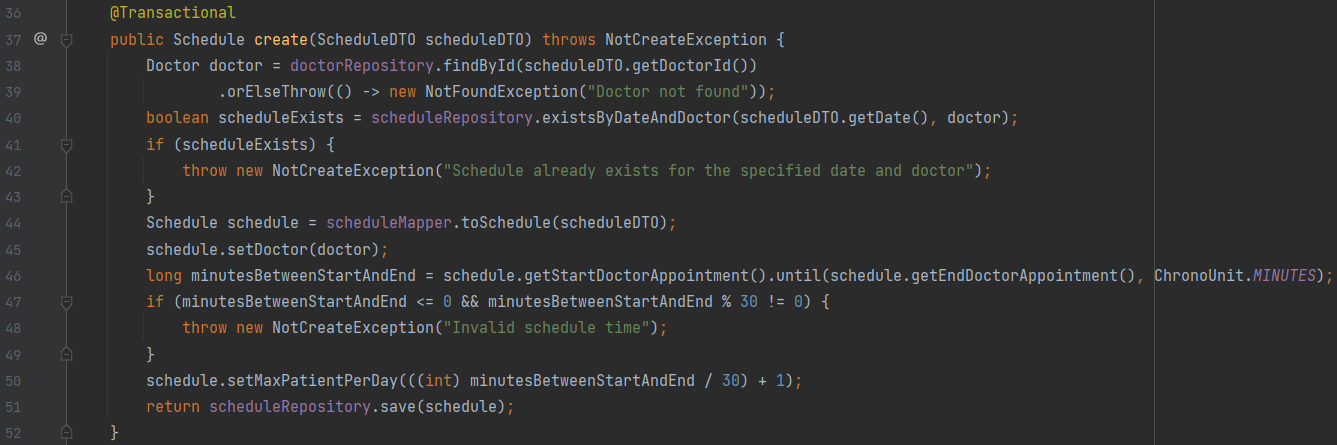 36 @Transactional
37 @ public Schedule create(ScheduleDTO scheduleDTO) throws NotCreateException {
38 Doctor doctor = doctorRepository.findById(scheduleDTO.getDoctorId())
39 .orElseThrow(() -> new NotFoundException("Doctor not found"));
40 boolean scheduleExists = scheduleRepository.existsByDateAndDoctor(scheduleDTO.getDate(), doctor);
41 if (scheduleExists) {
42 throw new NotCreateException("Schedule already exists for the specified date and doctor");
43 }
44 Schedule schedule = scheduleMapper.toSchedule(scheduleDTO);
45 schedule.setDoctor(doctor);
46 long minutesBetweenStartAndEnd = schedule.getStartDoctorAppointment().until(schedule.getEndDoctorAppointment(), ChronoUnit.MINUTES);
47 if (minutesBetweenStartAndEnd <= 0 && minutesBetweenStartAndEnd % 30 != 0) {
48 throw new NotCreateException("Invalid schedule time");
49 }
50 schedule.setMaxPatientPerDay(((int) minutesBetweenStartAndEnd / 30) + 1);
51 return scheduleRepository.save(schedule);
52 }